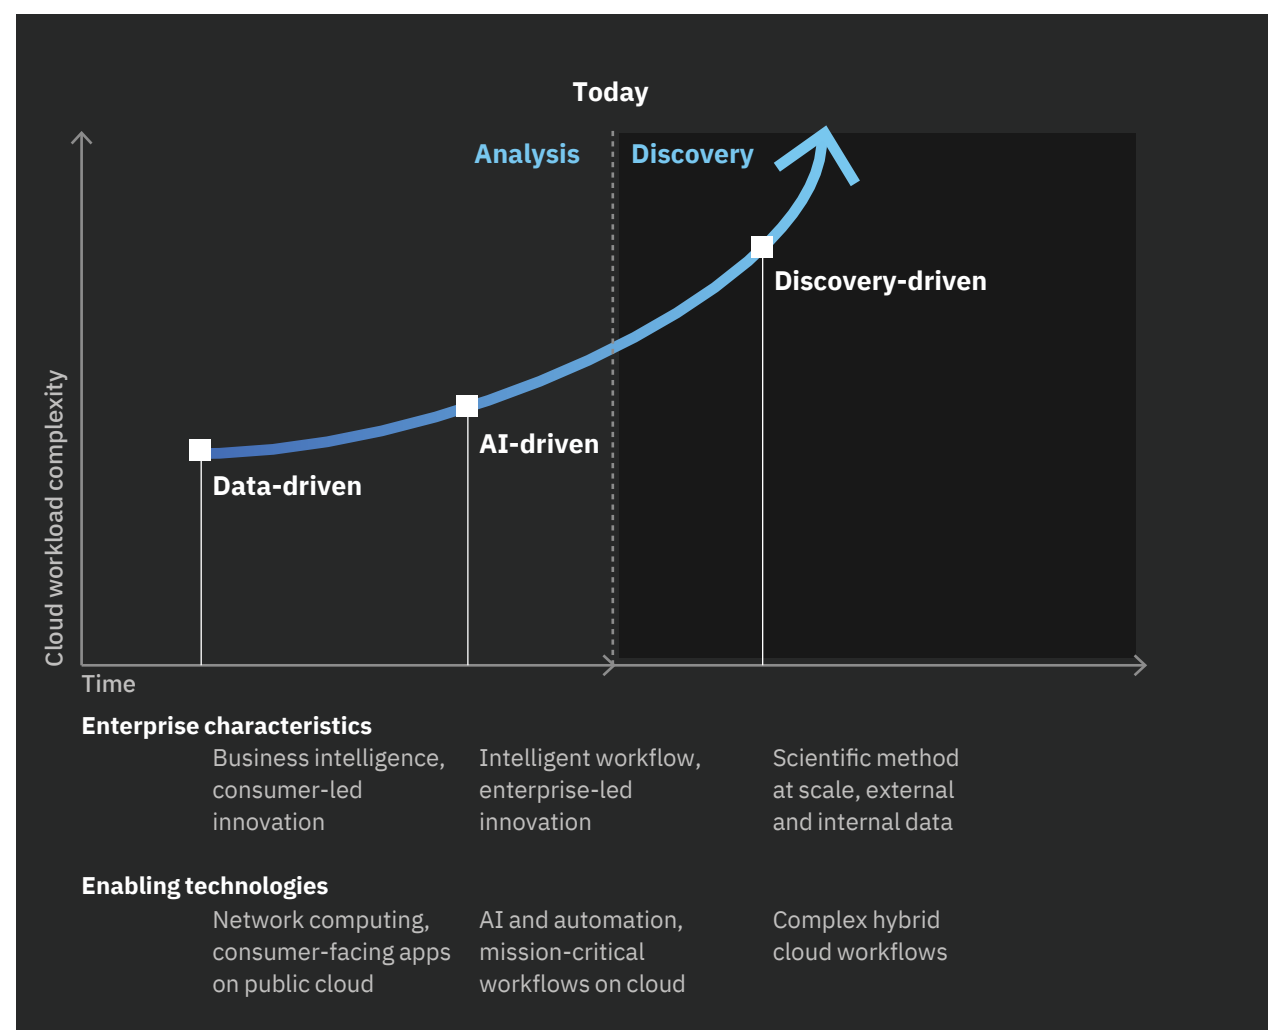 Today
Analysis
Discovery
Discovery-driven
AI-driven
Data-driven
Cloud workload complexity
Time
Enterprise characteristics
Business intelligence,
consumer-led
innovation
Intelligent workflow,
enterprise-led
innovation
Scientific method
at scale, external
and internal data
Enabling technologies
Network computing,
consumer-facing apps
on public cloud
AI and automation,
mission-critical
workflows on cloud
Complex hybrid
cloud workflows